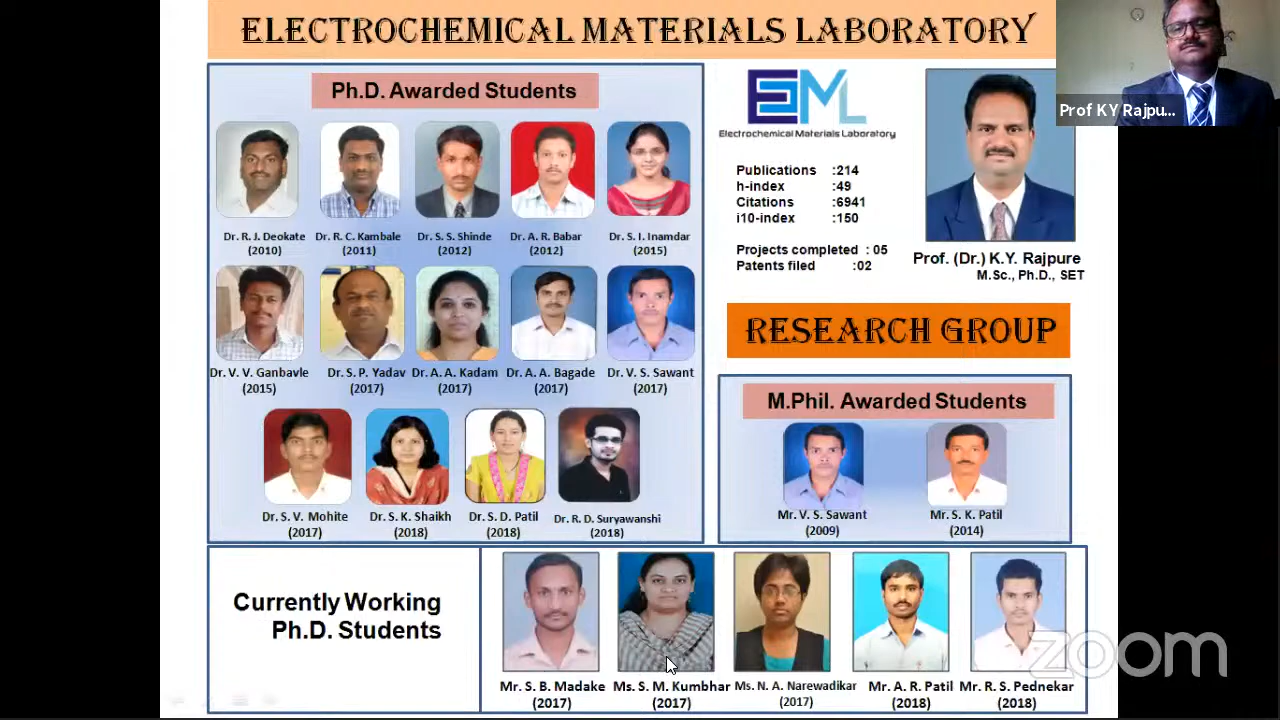 ELECTROCHEMICAL MATERIALS LABORATORY
Prof KY Rajpu...
Ph.D. Awarded Students
Dr. R. J. Deokate
(2010)
Dr. R. C. Kambale
(2011)
Dr. S. S. Shinde
(2012)
Dr. A. R. Babar
(2012)
Dr. S. I. Inamdar
(2015)
Dr. V. V. Ganbavle
(2015)
Dr. S. P. Yadav
(2017)
Dr. A. A. Kadam
(2017)
Dr. A. A. Bagade
(2017)
Dr. V. S. Sawant
(2017)
Dr. S. V. Mohite
(2017)
Dr. S. K. Shaikh
(2018)
Dr. S. D. Patil
(2018)
Dr. R. D. Suryawanshi
(2018)
EML
Electrochemical Materials Laboratory
Publications :214
h-index :49
Citations :6941
i10-index :150
Projects completed : 05
Patents filed :02
Prof. (Dr.) K.Y. Rajpure
M.Sc., Ph.D., SET
RESEARCH GROUP
M.Phil. Awarded Students
Mr. V. S. Sawant
(2009)
Mr. S. K. Patil
(2014)
Currently Working
Ph.D. Students
Mr. S. B. Madake
(2017)
Ms. S. M. Kumbhar
(2017)
Ms. N. A. Narewadikar
(2017)
Mr. A. R. Patil
(2018)
Mr. R. S. Pednekar
(2018)
zoom